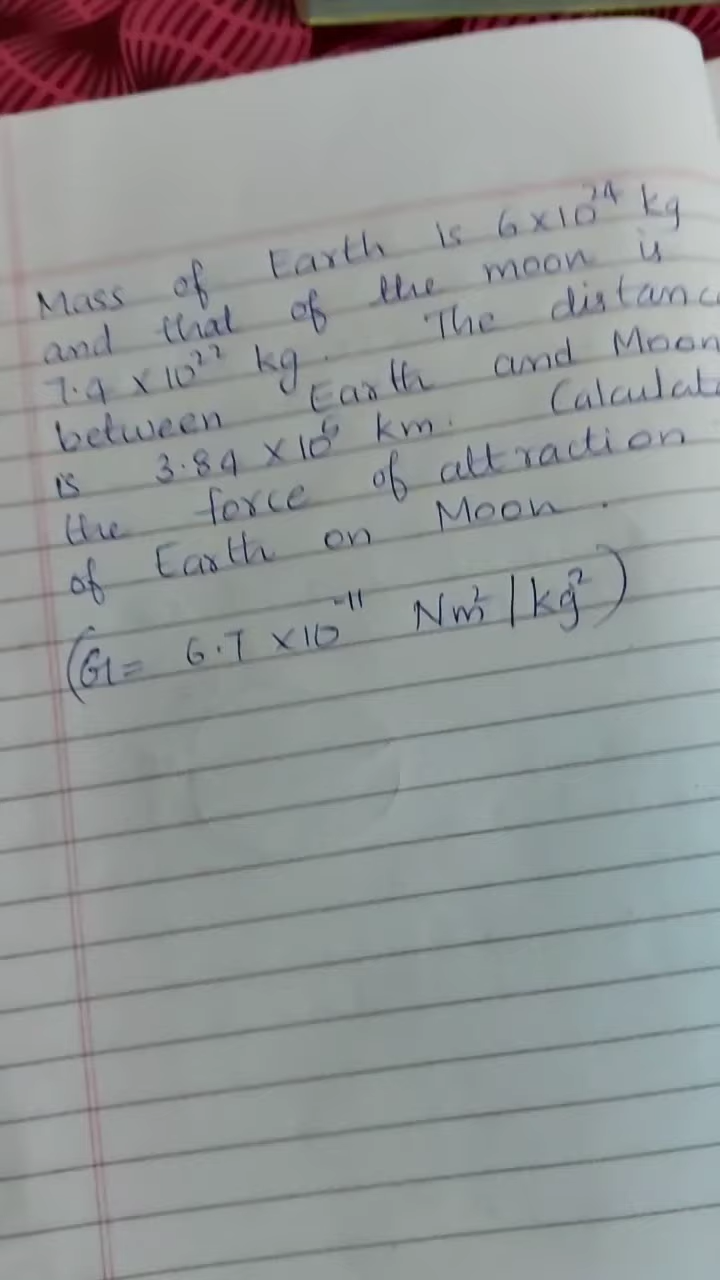 Mass of Earth is 6×10²⁴ kg
and that of the moon is
7.4 × 10²² kg. The distanc
between Earth and Moon
is 3.84 × 10⁵ km. Calculate
the force of attraction
of Earth on Moon.
(G = 6.7 × 10⁻¹¹ Nm² / kg²)